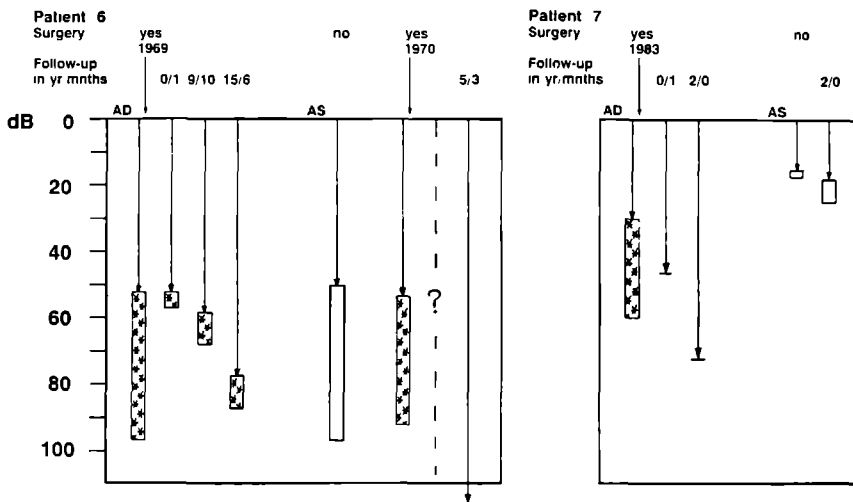 Patient 6
Surgery yes no yes
1969 1970
Follow-up
in yr mnths 0/1 9/10 15/6 5/3
AD AS
dB 0
20
40
60
80
100
?
Patient 7
Surgery yes no
1983
Follow-up
in yr/mnths 0/1 2/0 2/0
AD AS